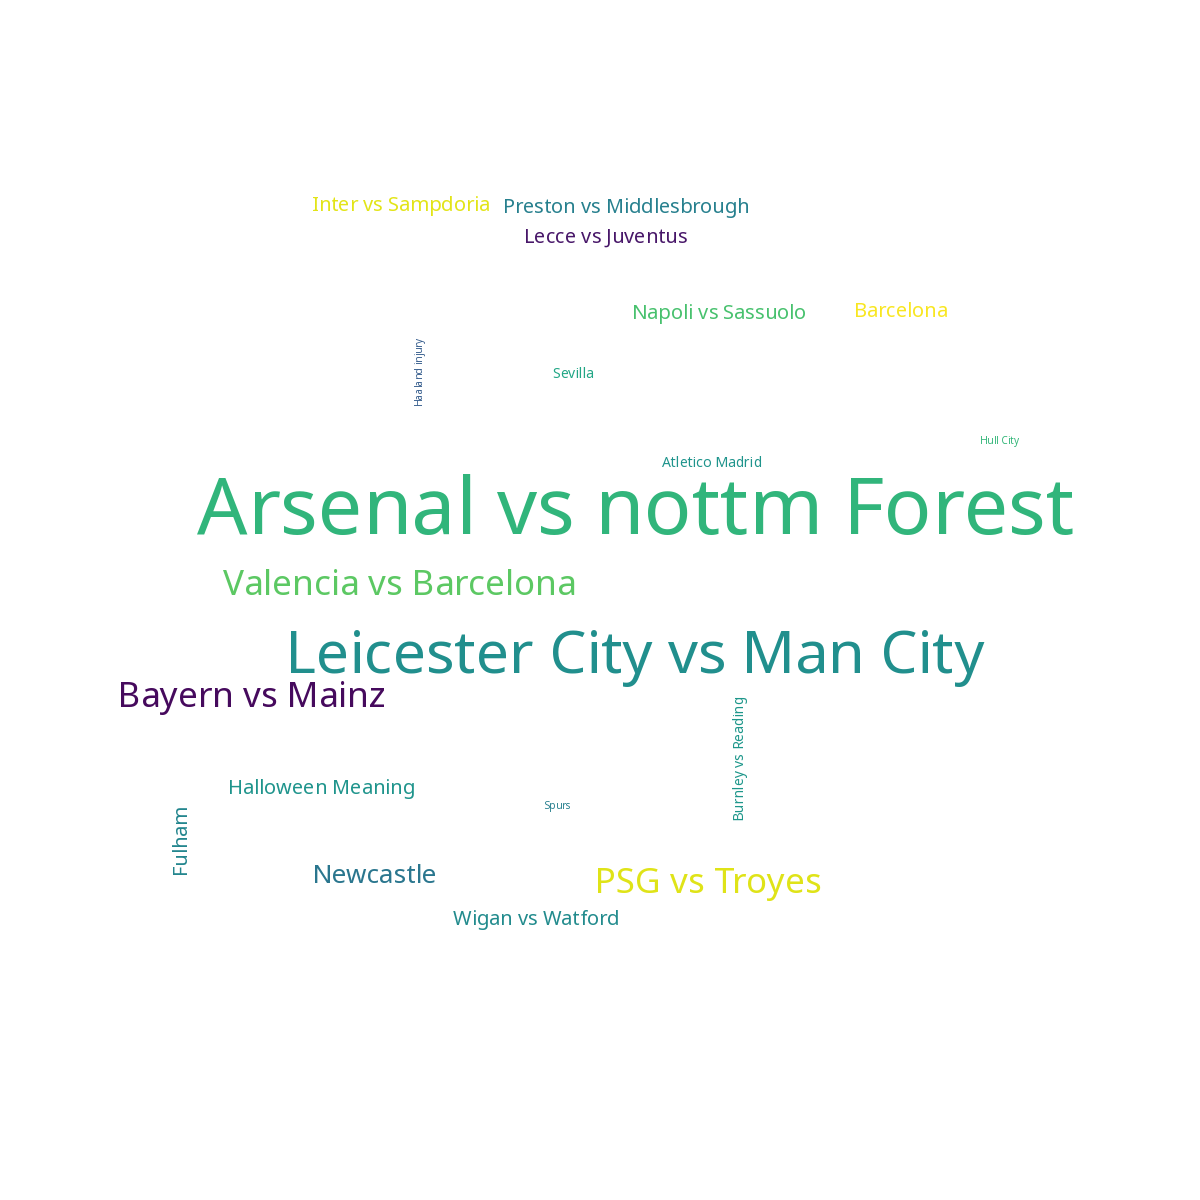 Inter vs Sampdoria
Preston vs Middlesbrough
Lecce vs Juventus
Napoli vs Sassuolo
Barcelona
Haaland injury
Sevilla
Hull City
Atletico Madrid
Arsenal vs nottm Forest
Valencia vs Barcelona
Leicester City vs Man City
Bayern vs Mainz
Burnley vs Reading
Halloween Meaning
Spurs
Fulham
Newcastle
PSG vs Troyes
Wigan vs Watford